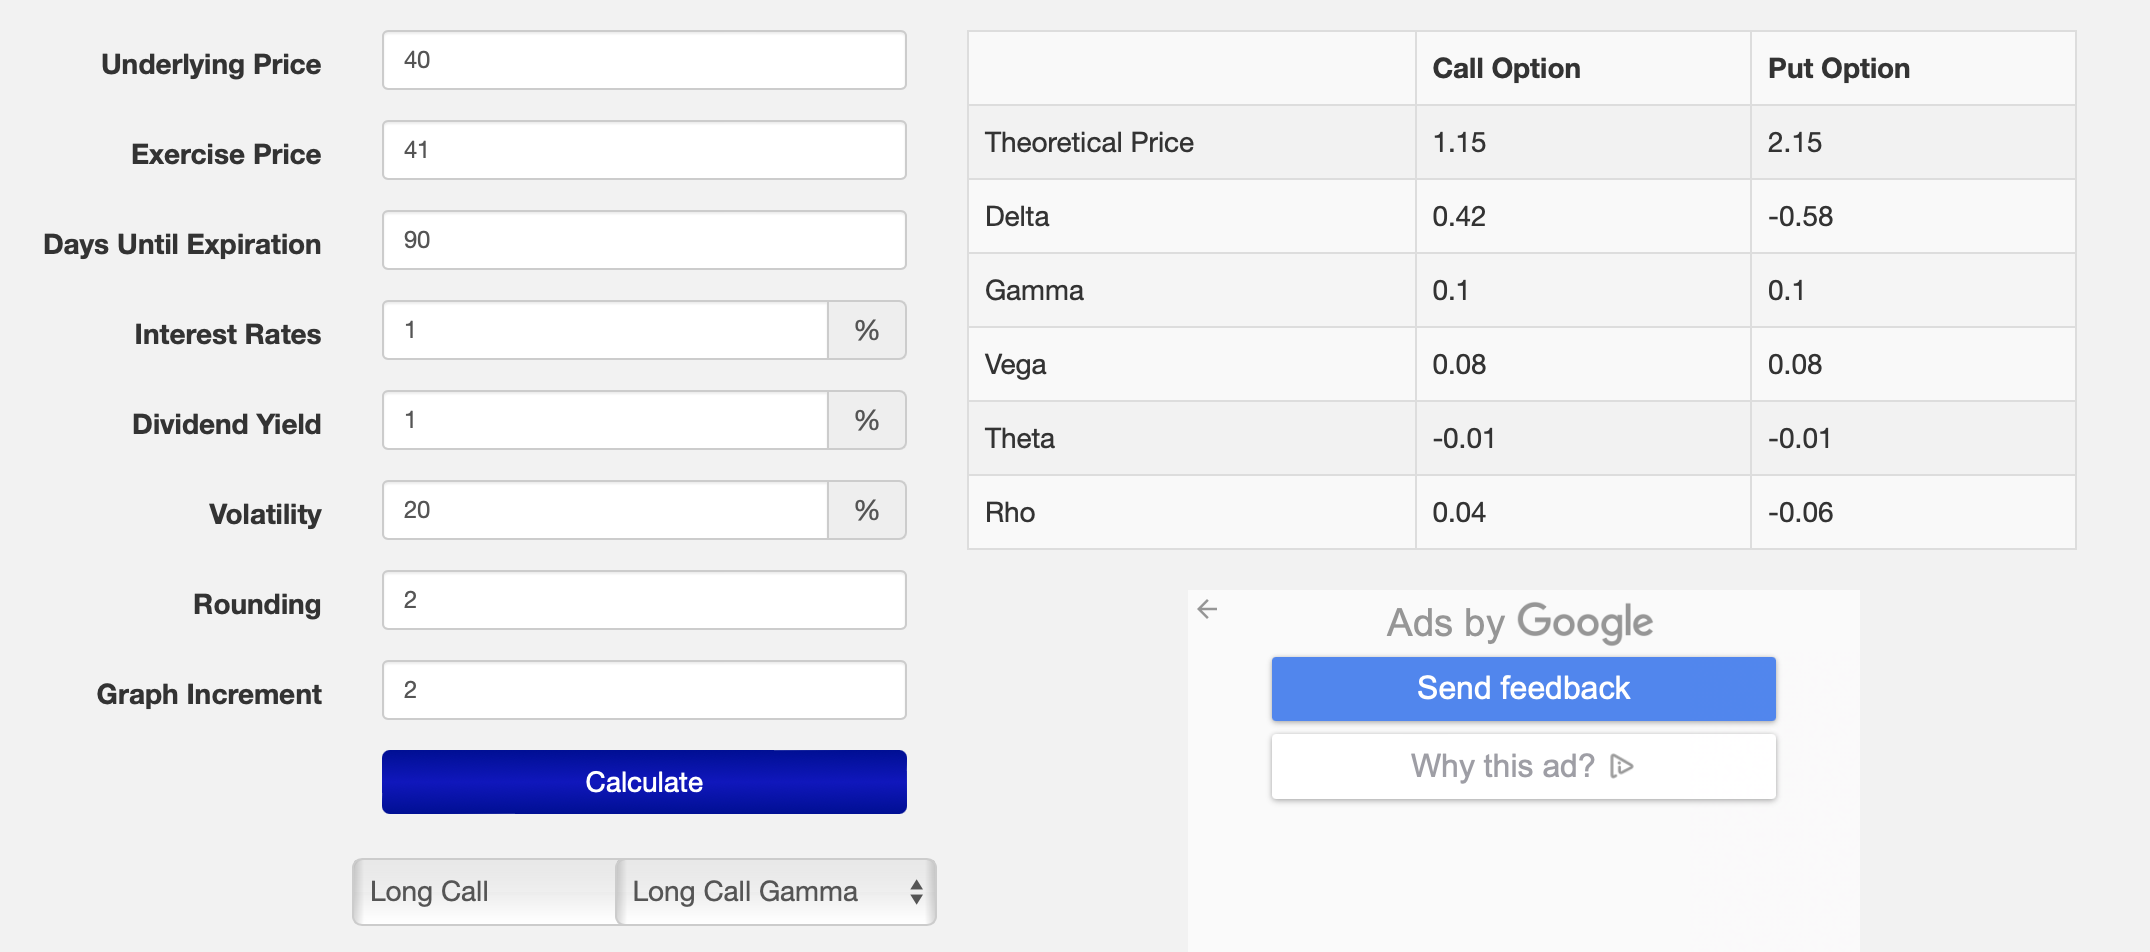 Underlying Price 40
Exercise Price 41
Days Until Expiration 90
Interest Rates 1 %
Dividend Yield 1 %
Volatility 20 %
Rounding 2
Graph Increment 2
Calculate
Long Call Long Call Gamma
Call Option Put Option
Theoretical Price 1.15 2.15
Delta 0.42 -0.58
Gamma 0.1 0.1
Vega 0.08 0.08
Theta -0.01 -0.01
Rho 0.04 -0.06
Ads by Google
Send feedback
Why this ad?